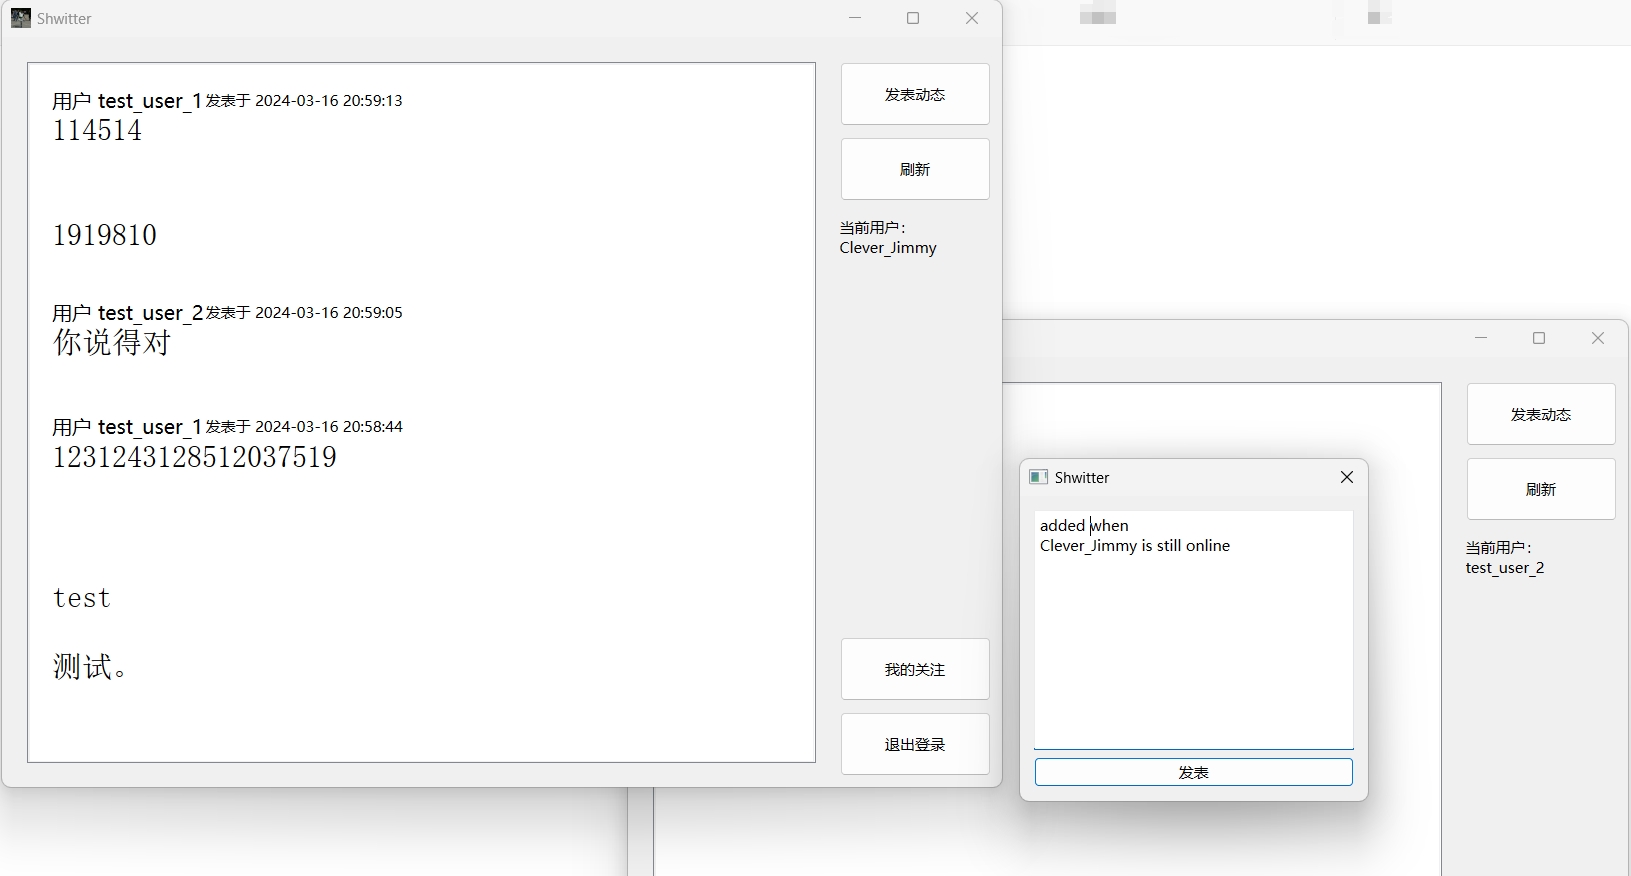 Shwitter
用户 test_user_1 发表于 2024-03-16 20:59:13
114514
1919810
用户 test_user_2 发表于 2024-03-16 20:59:05
你说得对
用户 test_user_1 发表于 2024-03-16 20:58:44
1231243128512037519
test
测试。
发表动态
刷新
当前用户：
Clever_Jimmy
我的关注
退出登录
Shwitter
added when
Clever_Jimmy is still online
发表
发表动态
刷新
当前用户：
test_user_2